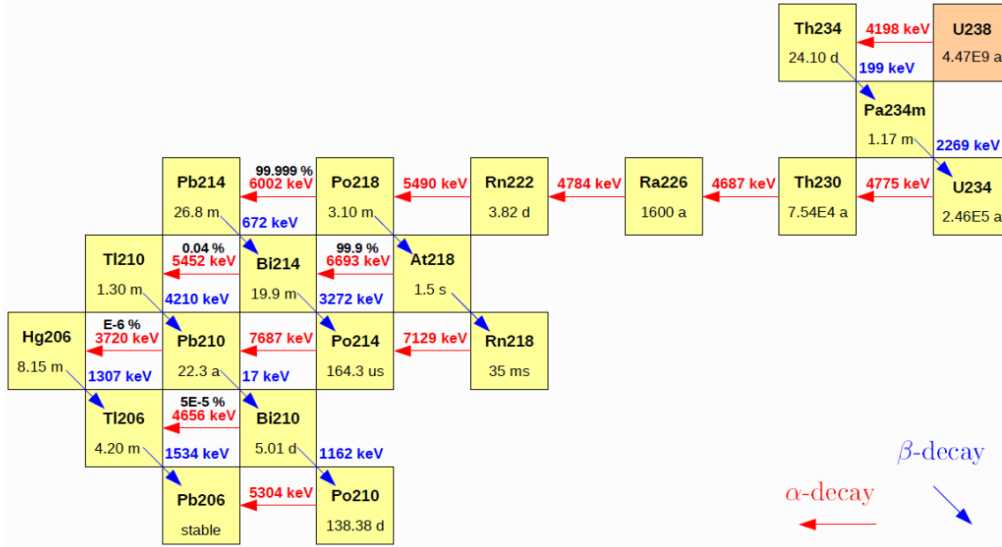 Th234
4198 keV
U238
24.10 d
4.47E9 a
199 keV
Pa234m
1.17 m
2269 keV
Pb214
99.999 %
6002 keV
Po218
5490 keV
Rn222
4784 keV
Ra226
4687 keV
Th230
4775 keV
U234
26.8 m
3.10 m
3.82 d
1600 a
7.54E4 a
2.46E5 a
672 keV
Tl210
0.04 %
5452 keV
Bi214
99.9 %
6693 keV
At218
1.30 m
19.9 m
1.5 s
4210 keV
3272 keV
Hg206
E-6 %
3720 keV
Pb210
7687 keV
Po214
7129 keV
Rn218
8.15 m
22.3 a
164.3 us
35 ms
1307 keV
17 keV
Tl206
5E-5 %
4656 keV
Bi210
4.20 m
5.01 d
1534 keV
1162 keV
β-decay
Pb206
5304 keV
Po210
α-decay
stable
138.38 d